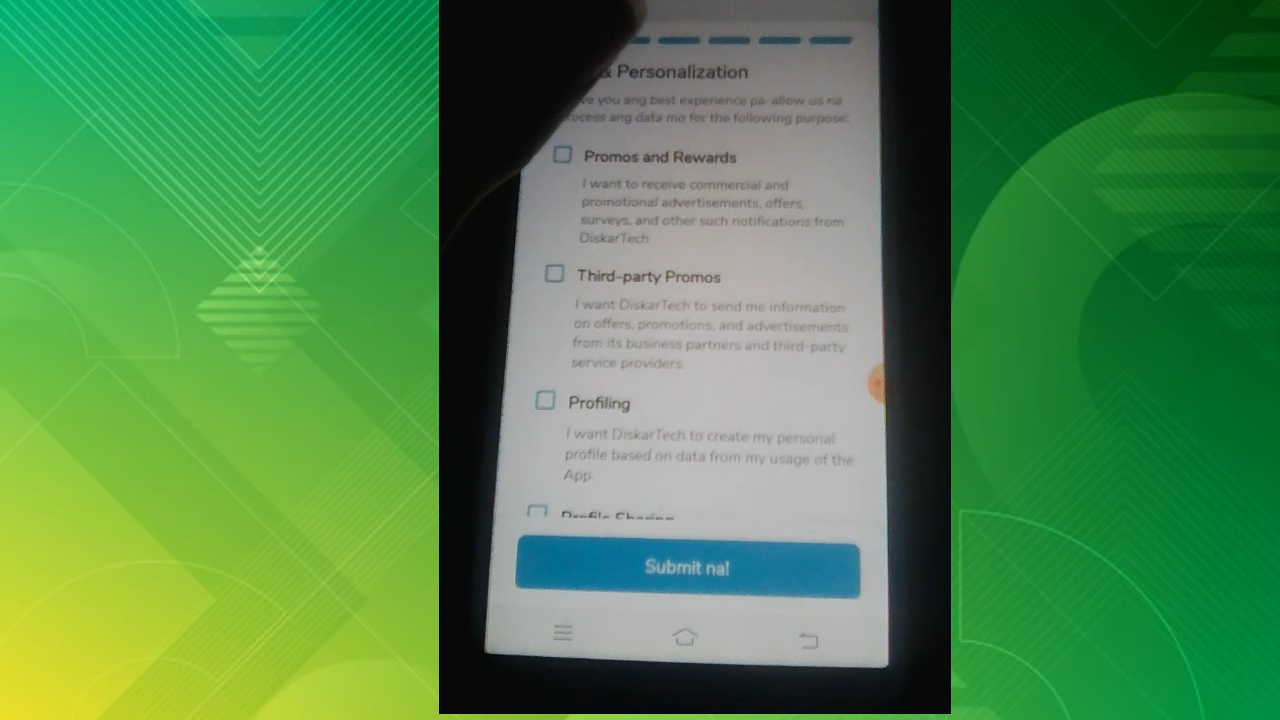 & Personalization
you ang best experience pa-allow us na
process ang data mo for the following purpose:
Promos and Rewards
I want to receive commercial and
promotional advertisements, offers,
surveys, and other such notifications from
DiskarTech
Third-party Promos
I want DiskarTech to send me information
on offers, promotions, and advertisements
from its business partners and third-party
service providers.
Profiling
I want DiskarTech to create my personal
profile based on data from my usage of the
App.
Profile Sharing
Submit na!